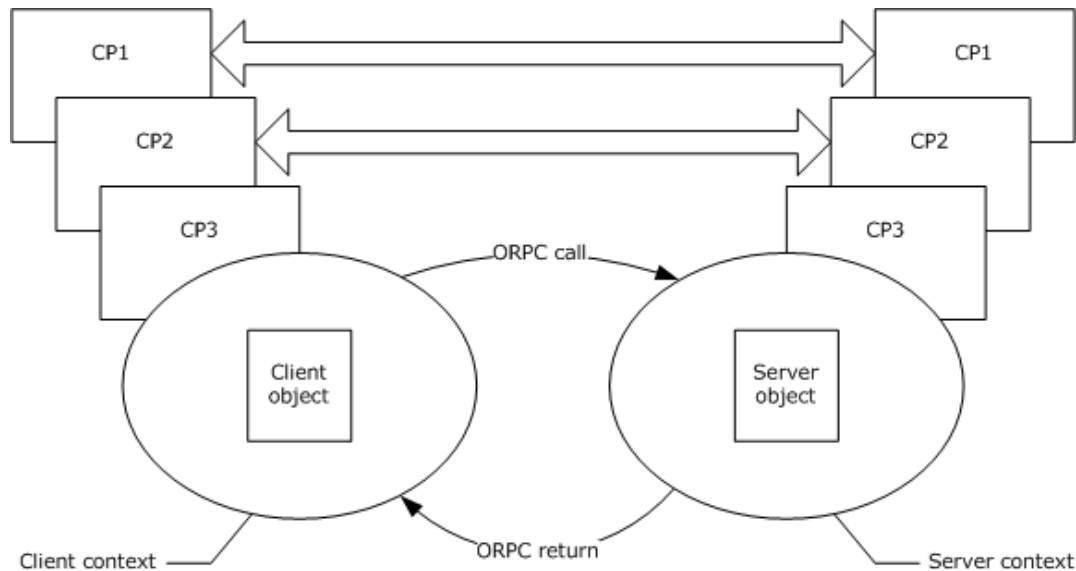 CP1
CP1
CP2
CP2
CP3
CP3
ORPC call
Client
object
Server
object
ORPC return
Client context
Server context